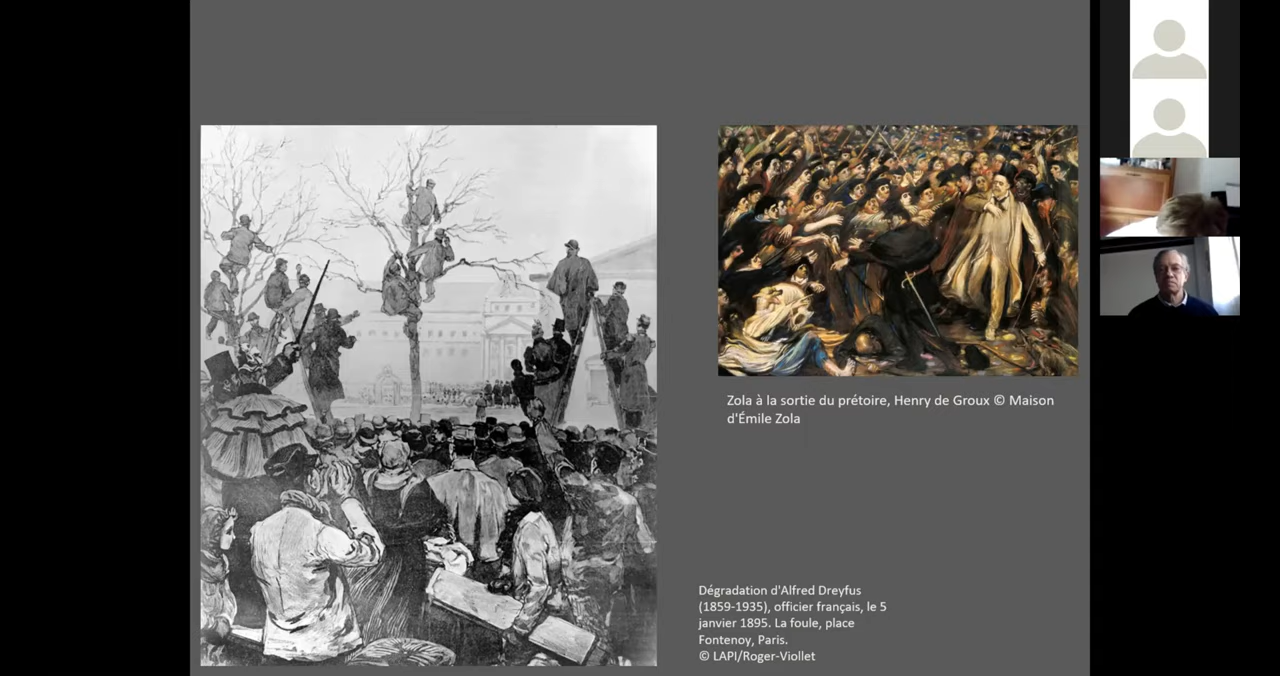 Zola à la sortie du prétoire, Henry de Groux © Maison
d'Émile Zola
Dégradation d'Alfred Dreyfus
(1859-1935), officier français, le 5
janvier 1895. La foule, place
Fontenoy, Paris.
© LAPI/Roger-Viollet